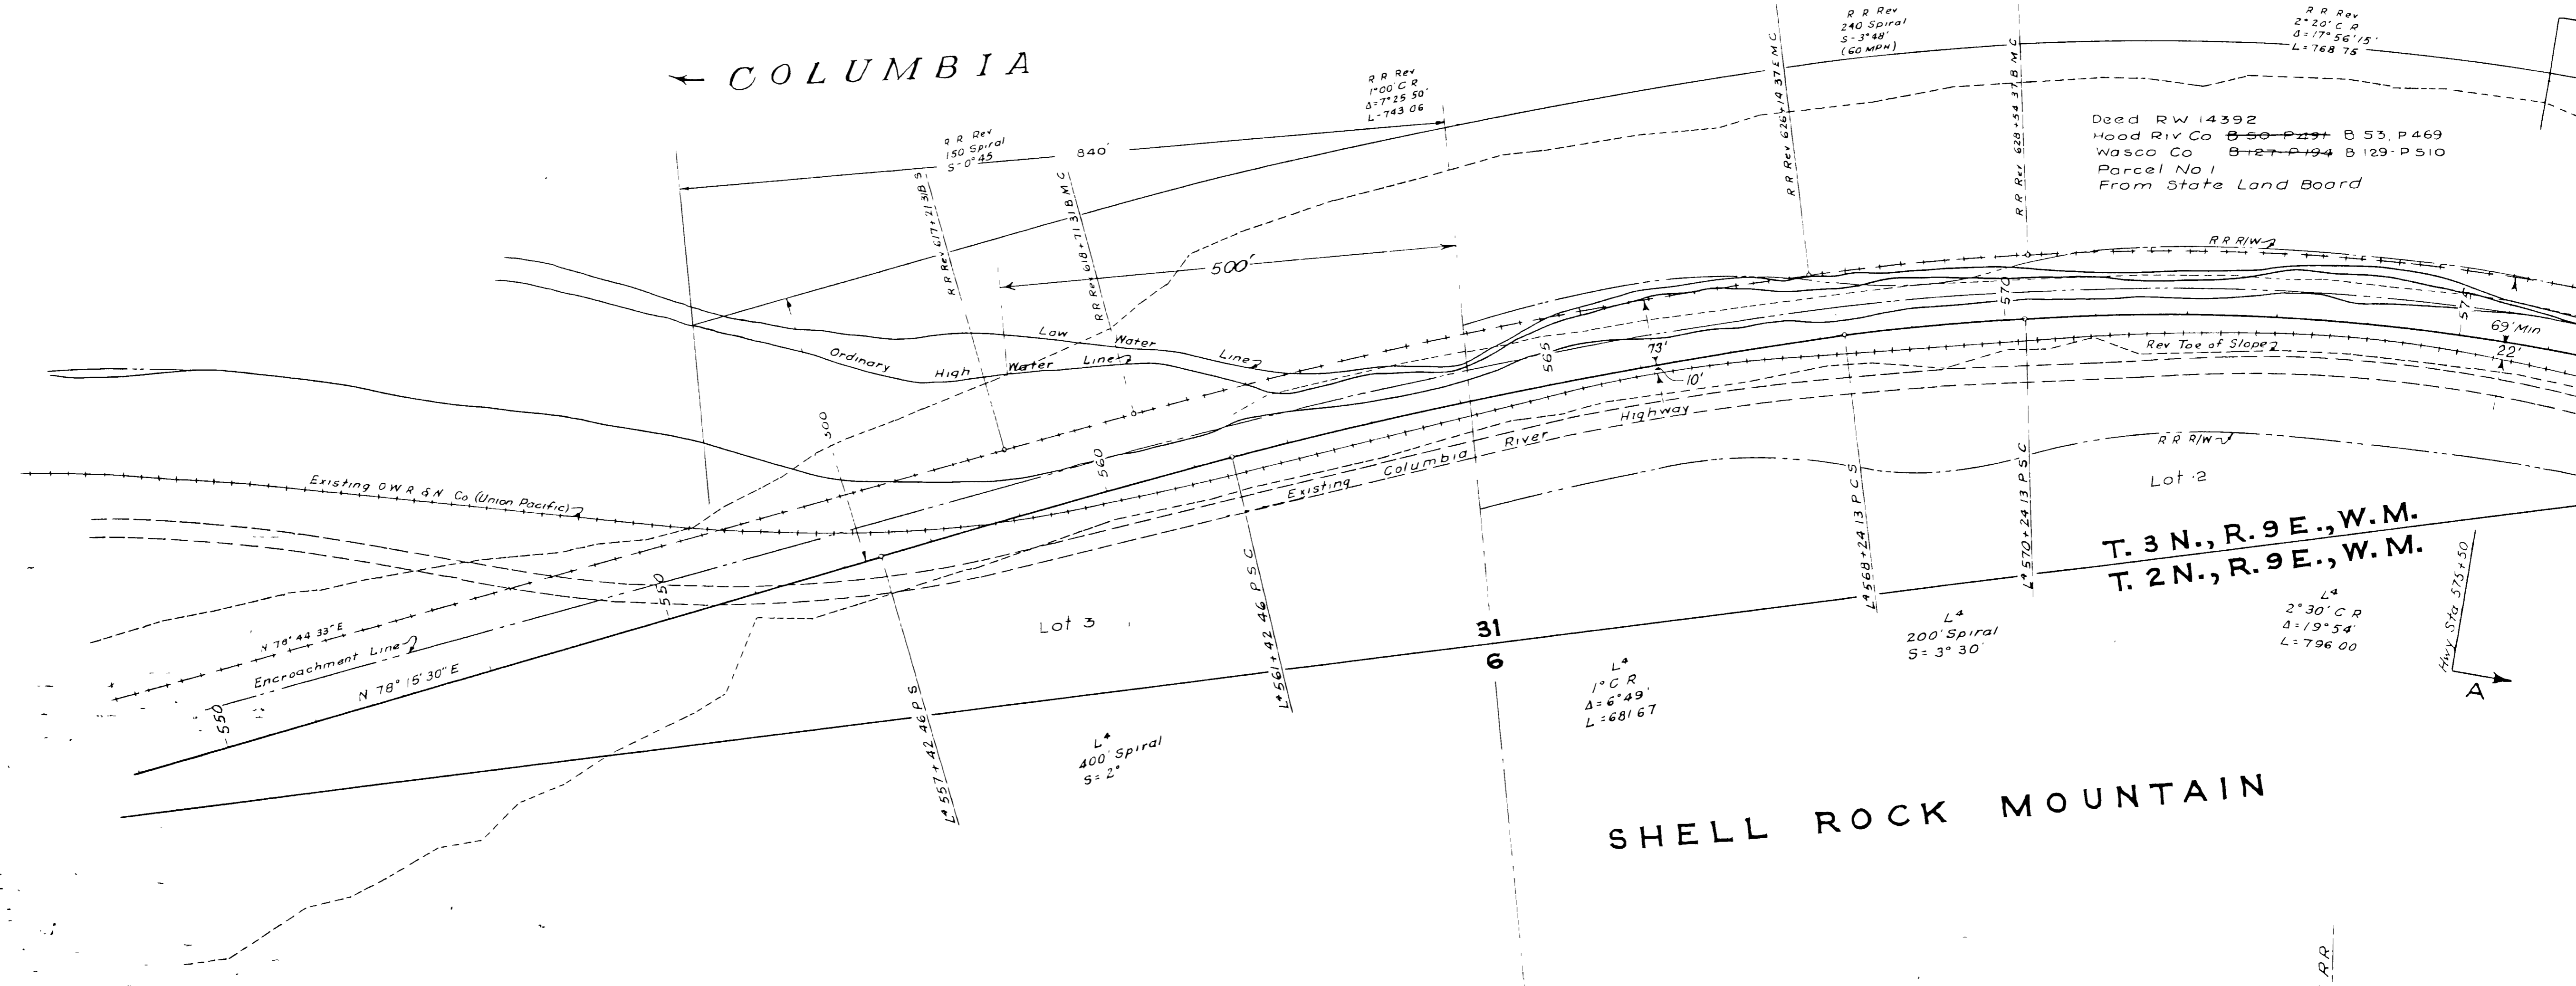 ← COLUMBIA
R R Rev
150 Spiral
S-0°45
840'
R R Rev
1°00' C R
Δ=7°25 50'
L-743 06
R R Rev
240 Spiral
S-3°48'
(60 MPH)
R R Rev
2°20' C R
Δ=17°56'15'
L=768 75
R R Rev 617+21 31 B S
R R Rev 618+71 31 B M C
R R Rev 626+14 37 E M C
R R Rev 628+54 37 B M C
Deed RW 14392
Hood Riv Co B 50-P491 B 53, P469
Wasco Co B 127-P194 B 129-P510
Parcel No 1
From State Land Board
500'
R R R/W
Low Water Line
Ordinary High Water Line
570
575
565
560
73'
10'
69' Min
22'
Rev Toe of Slope
Existing Columbia River Highway
R R R/W
Lot 2
Existing O W R & N Co (Union Pacific)
550
N 78° 44 33" E
Encroachment Line
N 78° 15' 30" E
550
Lot 3
T. 3 N., R. 9 E., W. M.
T. 2 N., R. 9 E., W. M.
31
6
L⁴ 557+42 46 P S
L⁴ 561+42 46 P S C
L⁴ 568+24 13 P C S
L⁴ 570+24 13 P S C
L⁴
400' Spiral
S= 2°
L⁴
1° C R
Δ=6°49'
L=681 67
L⁴
200' Spiral
S= 3° 30'
L⁴
2° 30' C R
Δ=19°54'
L=796 00
Hwy Sta 575+50
A
SHELL ROCK MOUNTAIN
R R